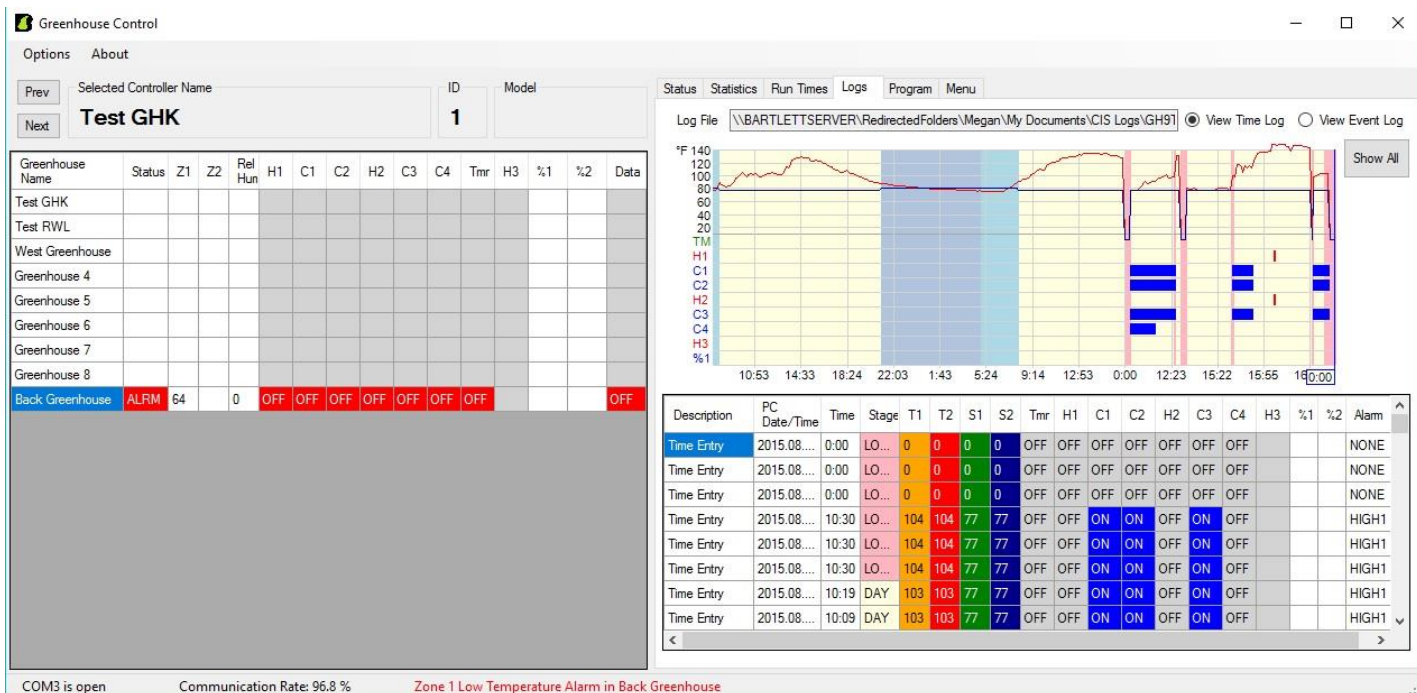 Greenhouse Control
Options About
Prev
Next
Selected Controller Name
Test GHK
ID
1
Model
Greenhouse Name Status Z1 Z2 Rel Hun H1 C1 C2 H2 C3 C4 Tmr H3 %1 %2 Data
Test GHK
Test RWL
West Greenhouse
Greenhouse 4
Greenhouse 5
Greenhouse 6
Greenhouse 7
Greenhouse 8
Back Greenhouse ALRM 64 0 OFF OFF OFF OFF OFF OFF OFF OFF
Status Statistics Run Times Logs Program Menu
Log File \\BARTLETTSERVER\RedirectedFolders\Megan\My Documents\CIS Logs\GH91 View Time Log View Event Log
Show All
°F 140
120
100
80
60
40
20
TM
H1
C1
C2
H2
C3
C4
H3
%1
10:53 14:33 18:24 22:03 1:43 5:24 9:14 12:53 0:00 12:23 15:22 15:55 0:00
Description PC Date/Time Time Stage T1 T2 S1 S2 Tmr H1 C1 C2 H2 C3 C4 H3 %1 %2 Alarm
Time Entry 2015.08.... 0:00 LO... 0 0 0 0 OFF OFF OFF OFF OFF OFF OFF NONE
Time Entry 2015.08.... 0:00 LO... 0 0 0 0 OFF OFF OFF OFF OFF OFF OFF NONE
Time Entry 2015.08.... 0:00 LO... 0 0 0 0 OFF OFF OFF OFF OFF OFF OFF NONE
Time Entry 2015.08.... 10:30 LO... 104 104 77 77 OFF OFF ON ON OFF ON OFF HIGH1
Time Entry 2015.08.... 10:30 LO... 104 104 77 77 OFF OFF ON ON OFF ON OFF HIGH1
Time Entry 2015.08.... 10:30 LO... 104 104 77 77 OFF OFF ON ON OFF ON OFF HIGH1
Time Entry 2015.08.... 10:19 DAY 103 103 77 77 OFF OFF ON ON OFF ON OFF HIGH1
Time Entry 2015.08.... 10:09 DAY 103 103 77 77 OFF OFF ON ON OFF ON OFF HIGH1
COM3 is open Communication Rate: 96.8 % Zone 1 Low Temperature Alarm in Back Greenhouse